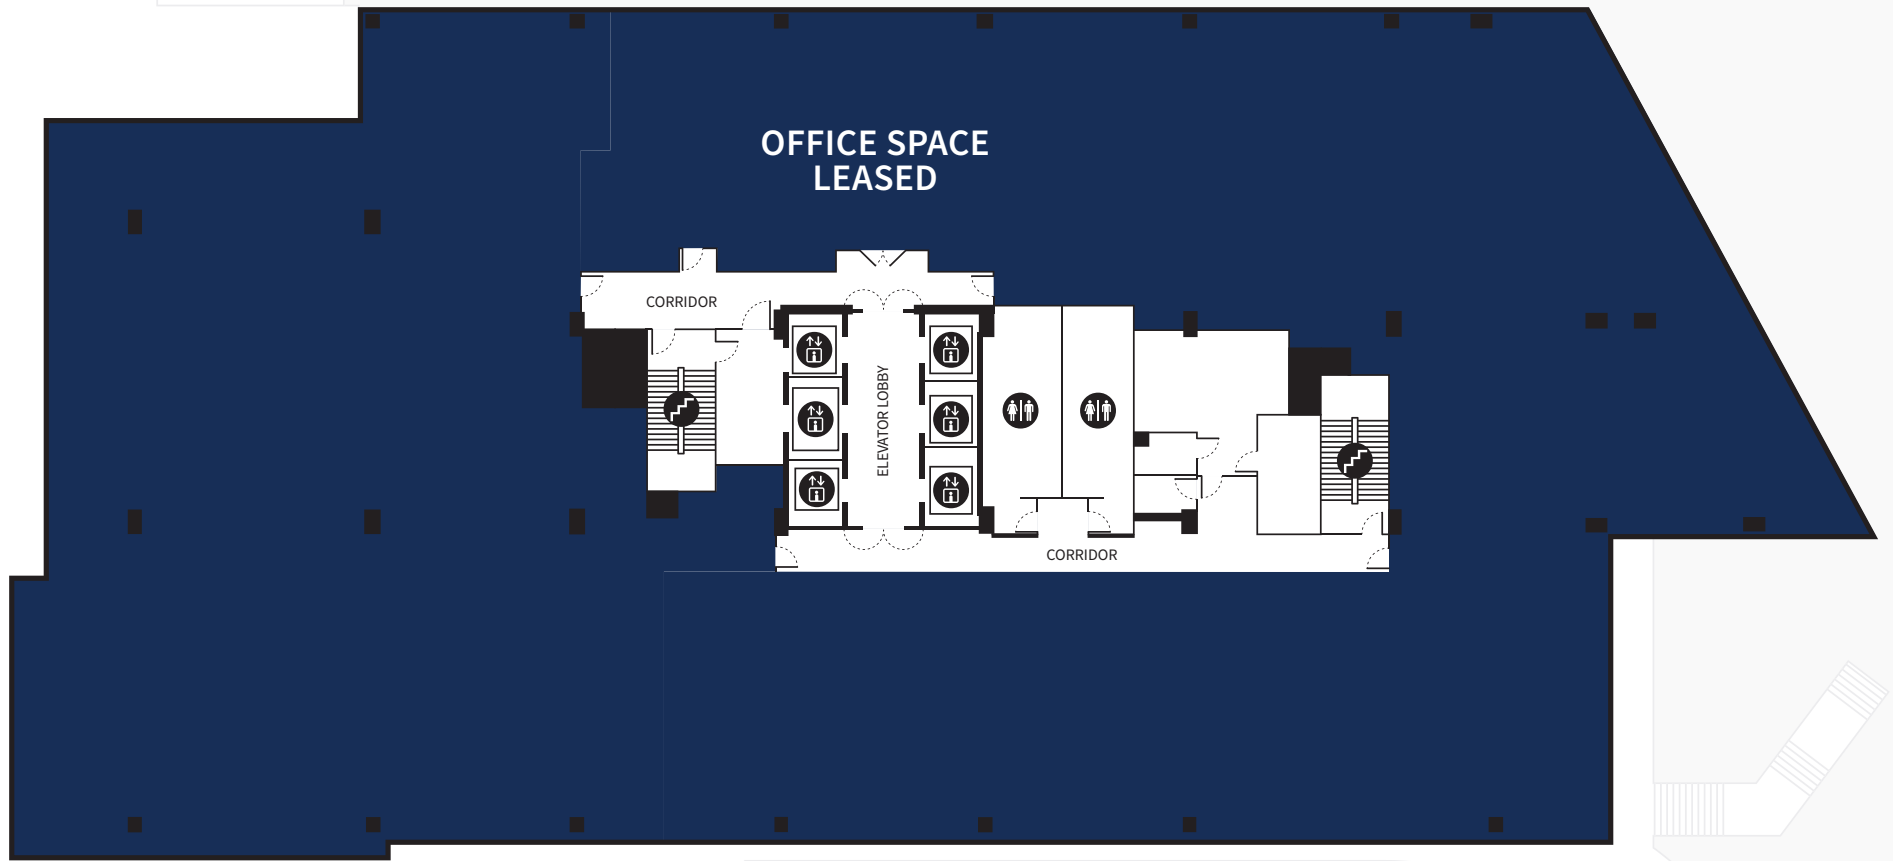 OFFICE SPACE
LEASED
CORRIDOR
ELEVATOR LOBBY
CORRIDOR